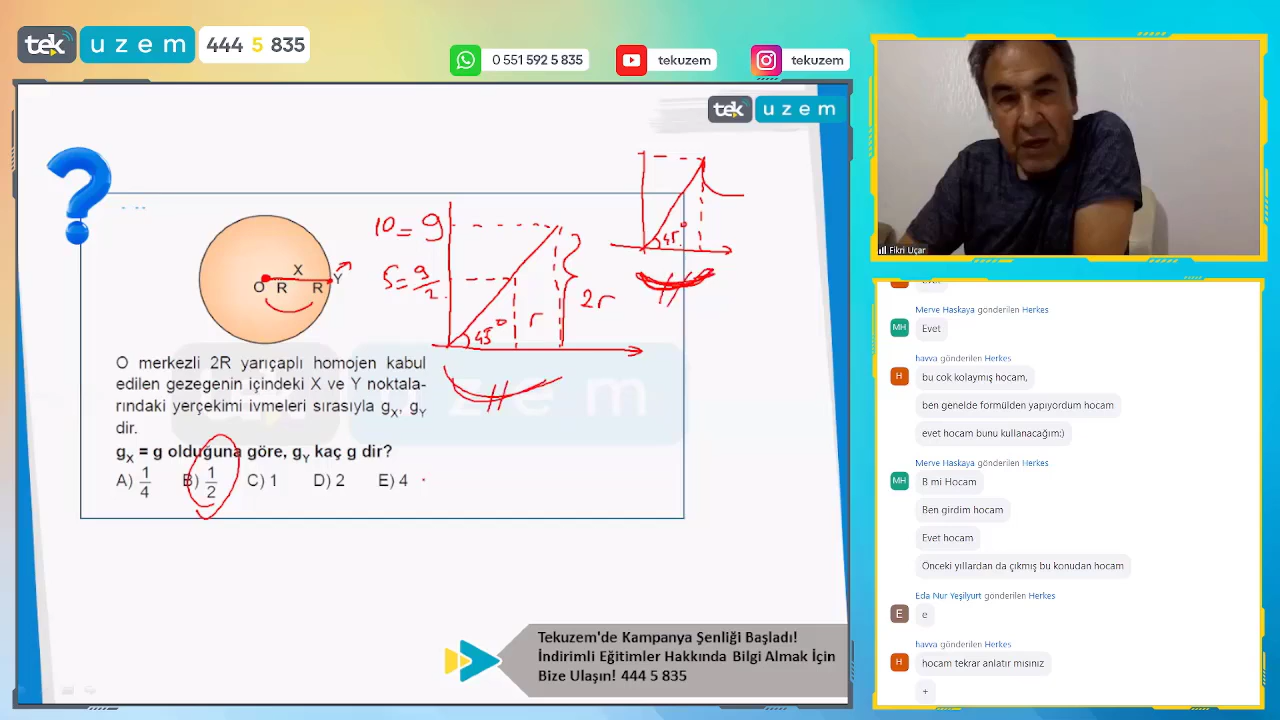 tek uzem 444 5 835
0 551 592 5 835
tekuzem
tekuzem
tek uzem
10 = g
5 = g/2
45°
r
2r
45°
X
O R R Y
O merkezli 2R yarıçaplı homojen kabul
edilen gezegenin içindeki X ve Y noktala-
rındaki yerçekimi ivmeleri sırasıyla gX, gY
dir.
gX = g olduğuna göre, gY kaç g dir?
A) 1/4 B) 1/2 C) 1 D) 2 E) 4
Tekuzem'de Kampanya Şenliği Başladı!
İndirimli Eğitimler Hakkında Bilgi Almak İçin
Bize Ulaşın! 444 5 835
Fikri Uçar
Merve Haskaya gönderilen Herkes
MH Evet
havva gönderilen Herkes
H bu cok kolaymış hocam,
ben genelde formülden yapıyordum hocam
evet hocam bunu kullanacağım:)
Merve Haskaya gönderilen Herkes
MH B mi Hocam
Ben girdim hocam
Evet hocam
Önceki yıllardan da çıkmış bu konudan hocam
Eda Nur Yeşilyurt gönderilen Herkes
E e
havva gönderilen Herkes
H hocam tekrar anlatır mısınız
+